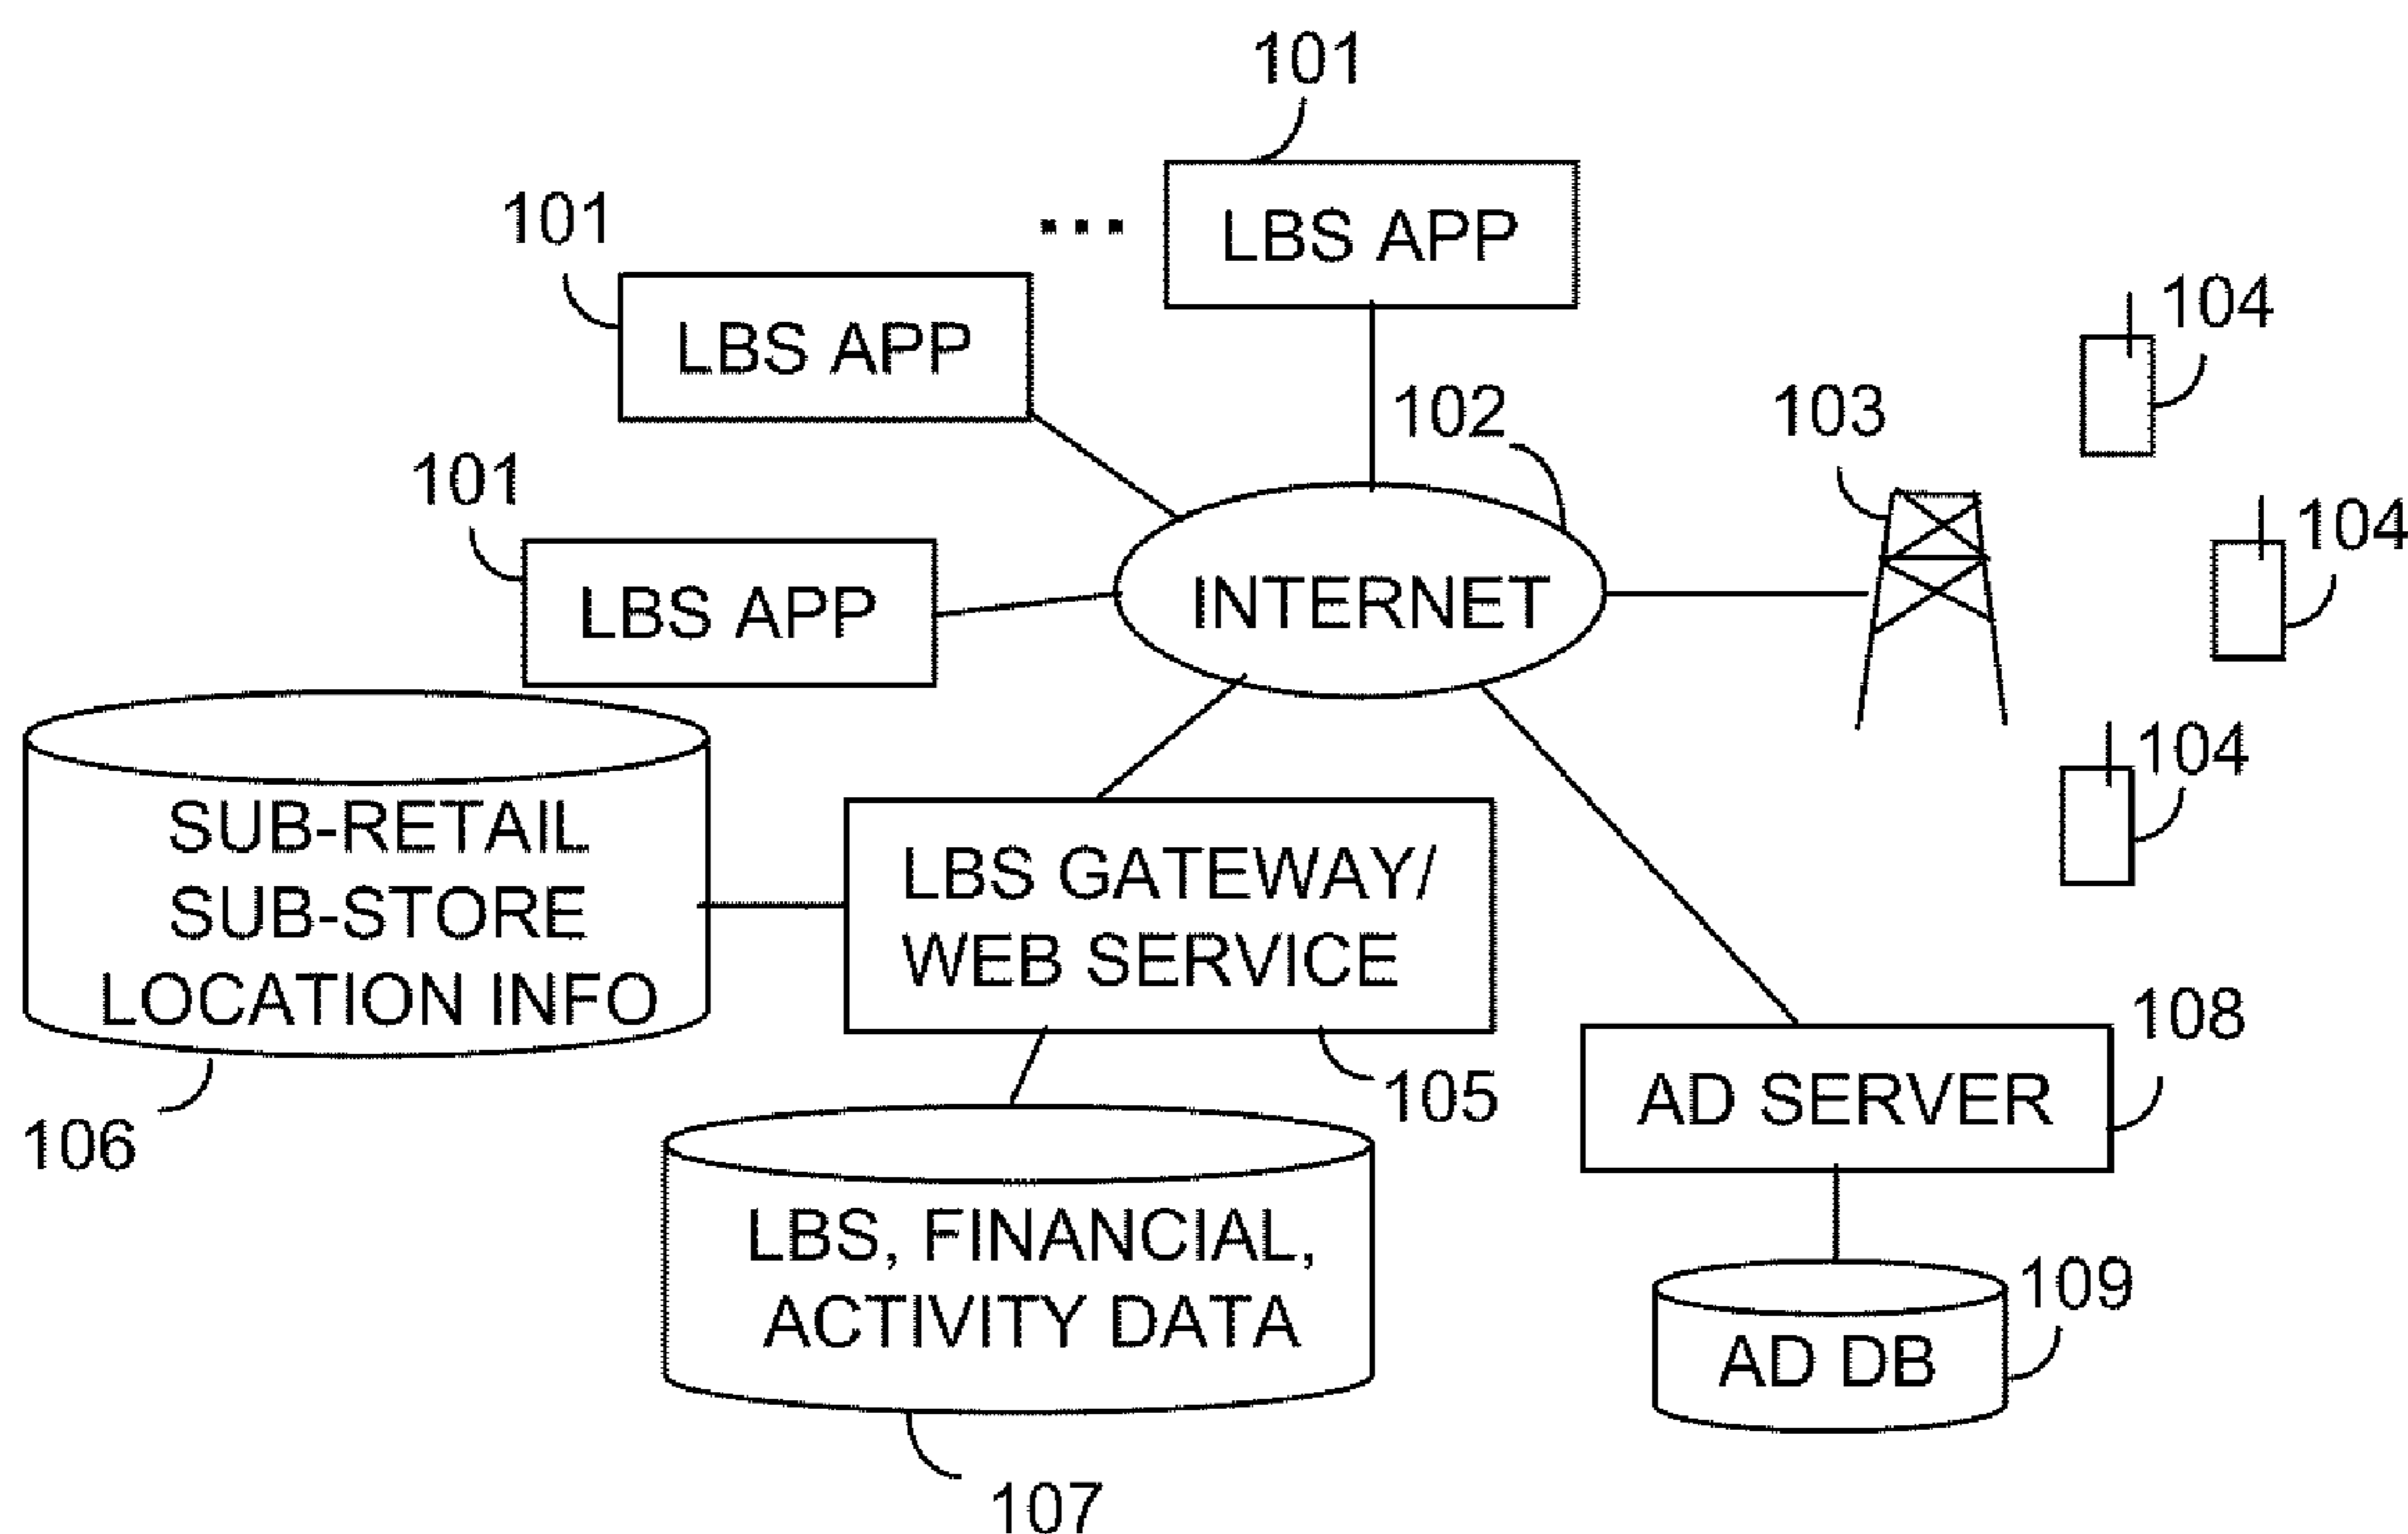 101
101
...
LBS APP
104
LBS APP
102
103
101
104
LBS APP
INTERNET
104
SUB-RETAIL
SUB-STORE
LOCATION INFO
LBS GATEWAY/
WEB SERVICE
108
105
106
AD SERVER
LBS, FINANCIAL,
ACTIVITY DATA
109
AD DB
107